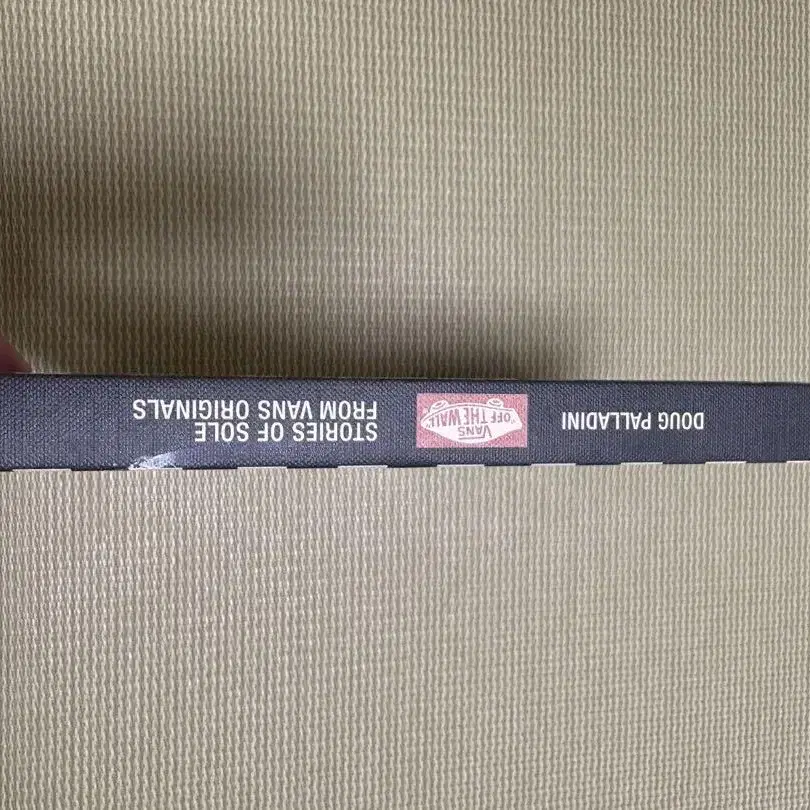 DOUG PALLADINI
VANS
"OFF THE WALL"
STORIES OF SOLE
FROM VANS ORIGINALS